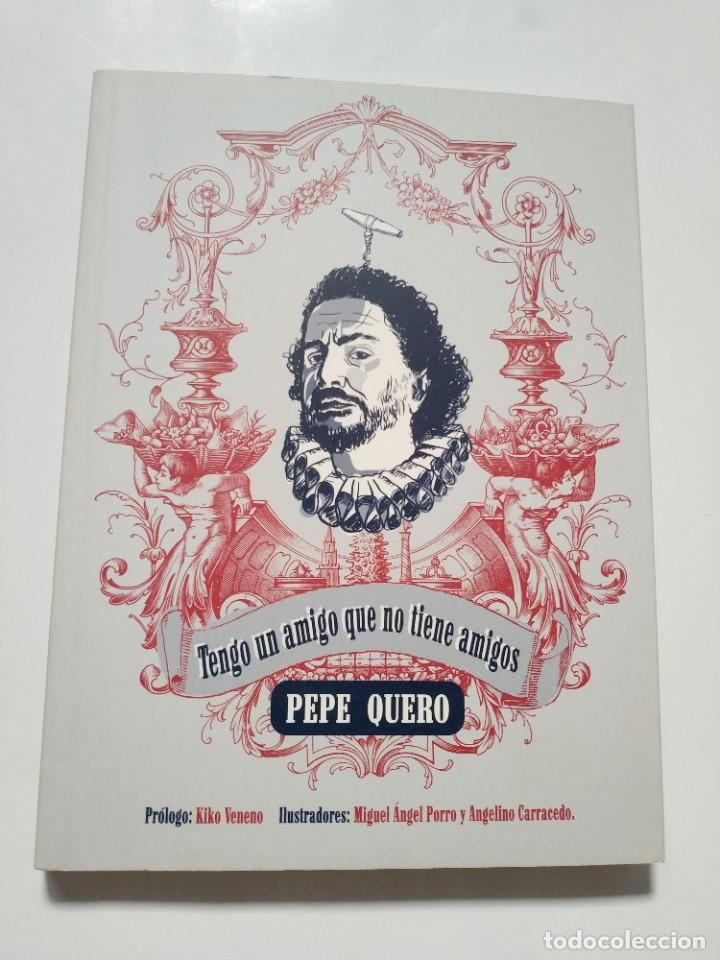 Tengo un amigo que no tiene amigos
PEPE QUERO
Prólogo: Kiko Veneno Ilustradores: Miguel Ángel Porro y Angelino Carracedo.
todocoleccion